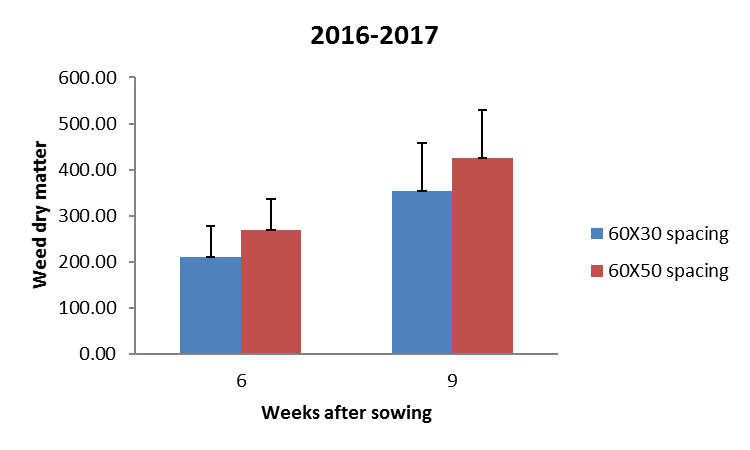 2016-2017
600.00
500.00
400.00
300.00
200.00
100.00
0.00
Weed dry matter
6 9
Weeks after sowing
60X30 spacing
60X50 spacing